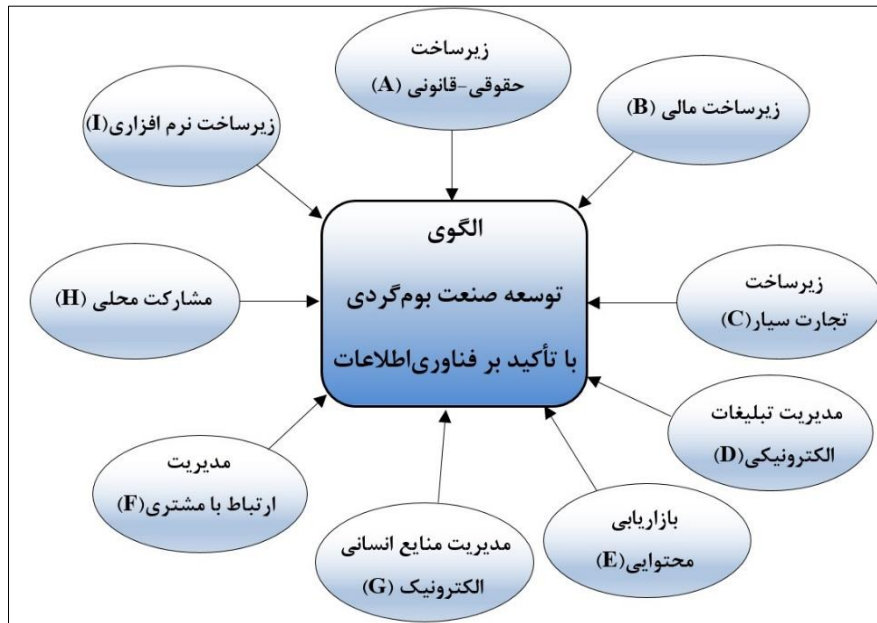 زیرساخت
حقوقی-قانونی (A)
زیرساخت مالی (B)
زیرساخت نرم افزاری(I)
الگوی
توسعه صنعت بوم‌گردی
با تأکید بر فناوری‌اطلاعات
زیرساخت
تجارت سیار(C)
مشارکت محلی (H)
مدیریت تبلیغات
الکترونیکی(D)
مدیریت
ارتباط با مشتری(F)
بازاریابی
محتوایی(E)
مدیریت منابع انسانی
الکترونیک (G)